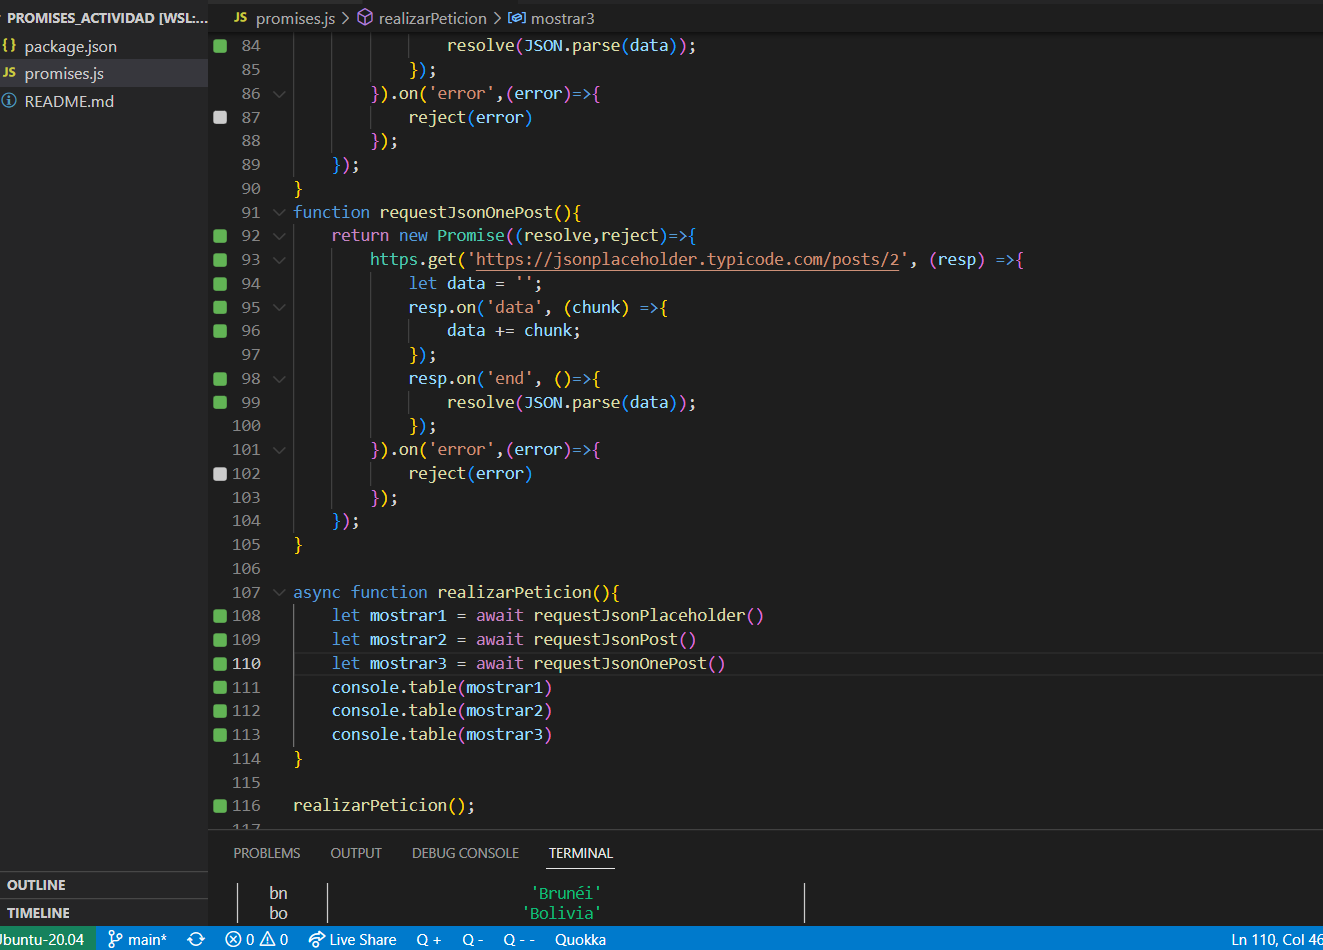 PROMISES_ACTIVIDAD [WSL:...
{} package.json
JS promises.js
README.md
OUTLINE
TIMELINE
JS promises.js > realizarPeticion > mostrar3
84 resolve(JSON.parse(data));
85 });
86 }).on('error',(error)=>{
87 reject(error)
88 });
89 });
90 }
91 function requestJsonOnePost(){
92 return new Promise((resolve,reject)=>{
93 https.get('https://jsonplaceholder.typicode.com/posts/2', (resp) =>{
94 let data = '';
95 resp.on('data', (chunk) =>{
96 data += chunk;
97 });
98 resp.on('end', ()=>{
99 resolve(JSON.parse(data));
100 });
101 }).on('error',(error)=>{
102 reject(error)
103 });
104 });
105 }
106
107 async function realizarPeticion(){
108 let mostrar1 = await requestJsonPlaceholder()
109 let mostrar2 = await requestJsonPost()
110 let mostrar3 = await requestJsonOnePost()
111 console.table(mostrar1)
112 console.table(mostrar2)
113 console.table(mostrar3)
114 }
115
116 realizarPeticion();
117
PROBLEMS OUTPUT DEBUG CONSOLE TERMINAL
bn 'Brunéi'
bo 'Bolivia'
Ubuntu-20.04 main* 0 0 Live Share Q + Q - Q - - Quokka Ln 110, Col 46